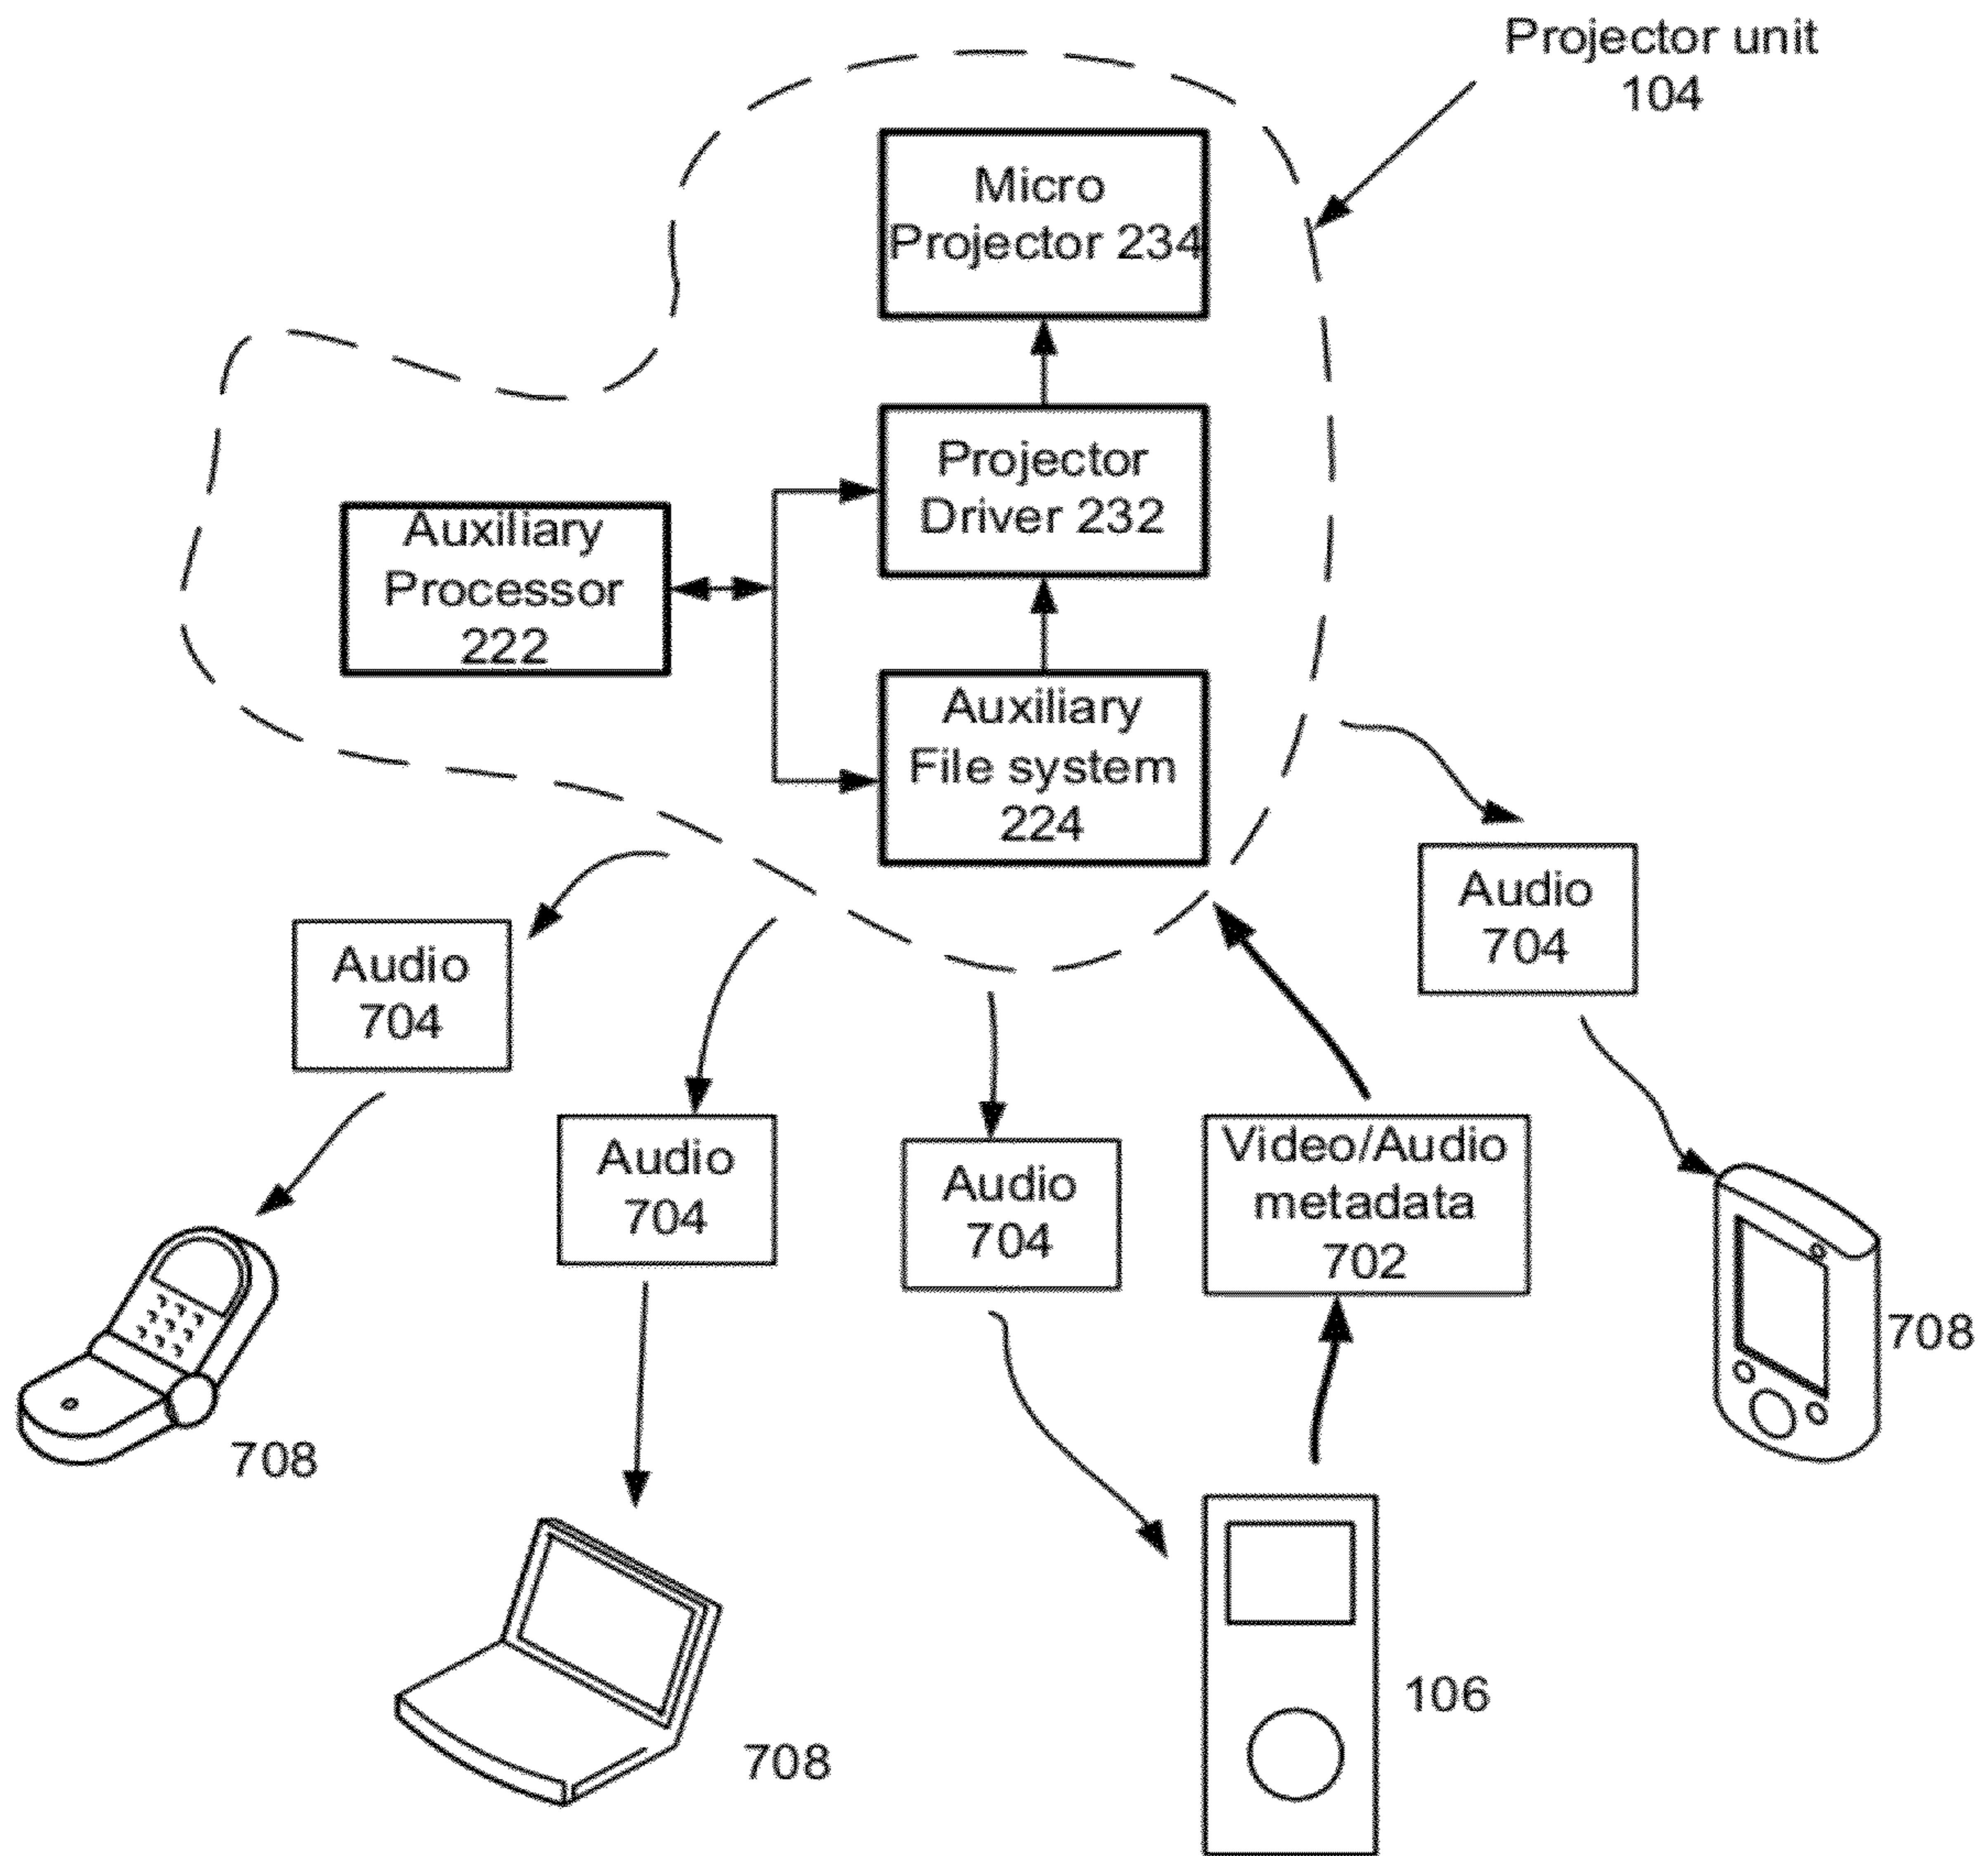 Projector unit
104
Micro
Projector 234
Projector
Driver 232
Auxiliary
Processor
222
Auxiliary
File system
224
Audio
704
Audio
704
Audio
704
Audio
704
Video/Audio
metadata
702
708
708
106
708